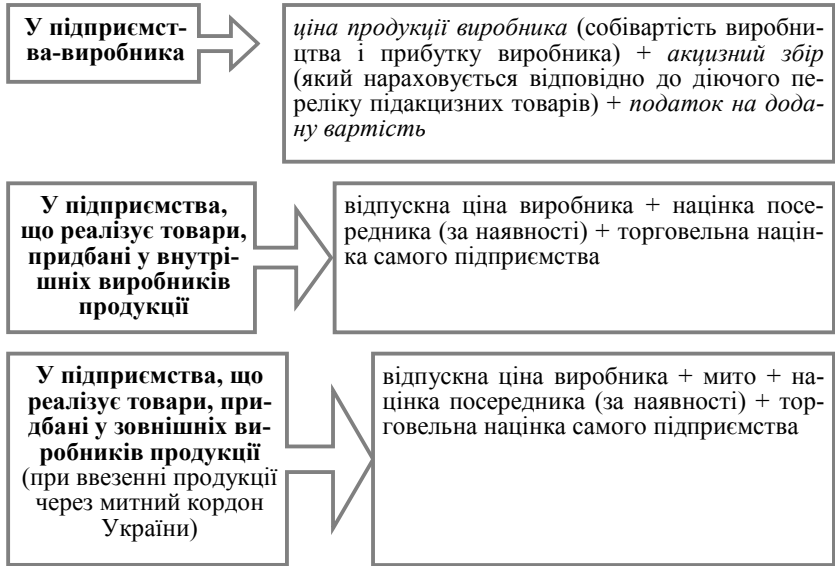 У підприємст-
ва-виробника
ціна продукції виробника (собівартість виробни-
цтва і прибутку виробника) + акцизний збір
(який нараховується відповідно до діючого пе-
реліку підакцизних товарів) + податок на дода-
ну вартість
У підприємства,
що реалізує товари,
придбані у внутрі-
шніх виробників
продукції
відпускна ціна виробника + націнка посе-
редника (за наявності) + торговельна націн-
ка самого підприємства
У підприємства, що
реалізує товари, при-
дбані у зовнішніх ви-
робників продукції
(при ввезенні продукції
через митний кордон
України)
відпускна ціна виробника + мито + на-
цінка посередника (за наявності) + тор-
говельна націнка самого підприємства